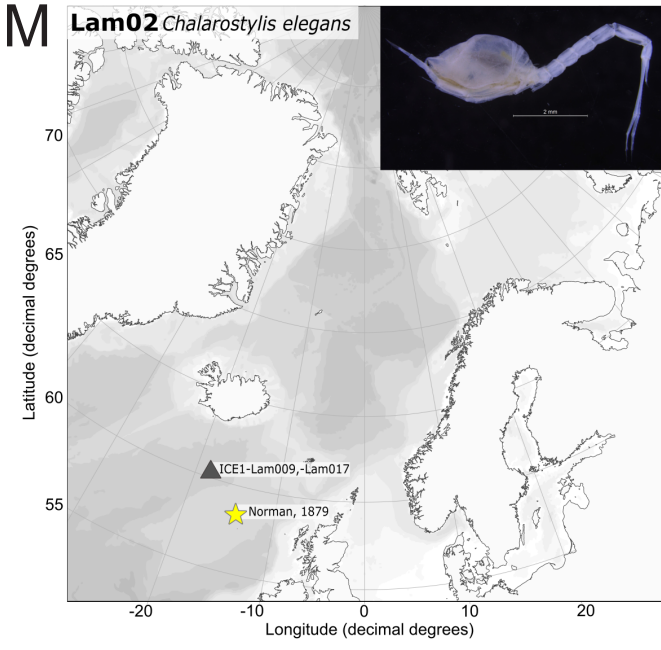 M
Lam02 Chalarostylis elegans
2 mm
70
65
60
55
Latitude (decimal degrees)
ICE1-Lam009,-Lam017
Norman, 1879
-20 -10 0 10 20
Longitude (decimal degrees)